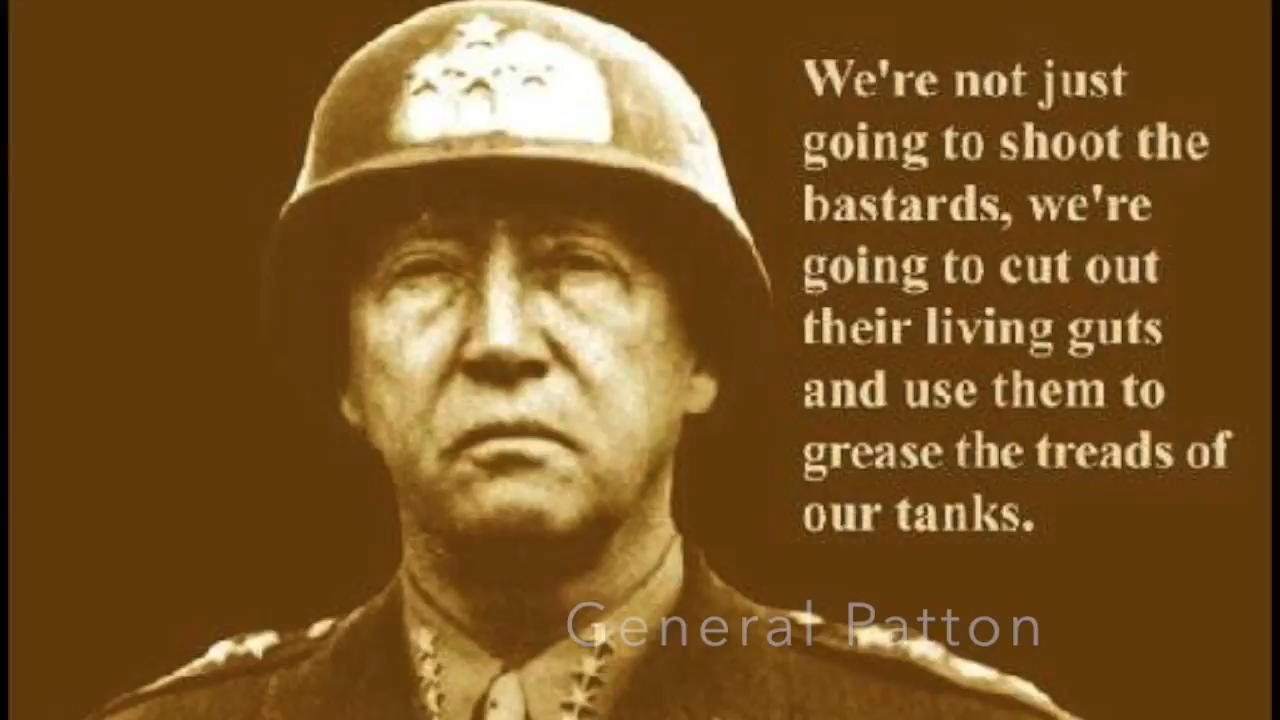 We're not just
going to shoot the
bastards, we're
going to cut out
their living guts
and use them to
grease the treads of
our tanks.
General Patton